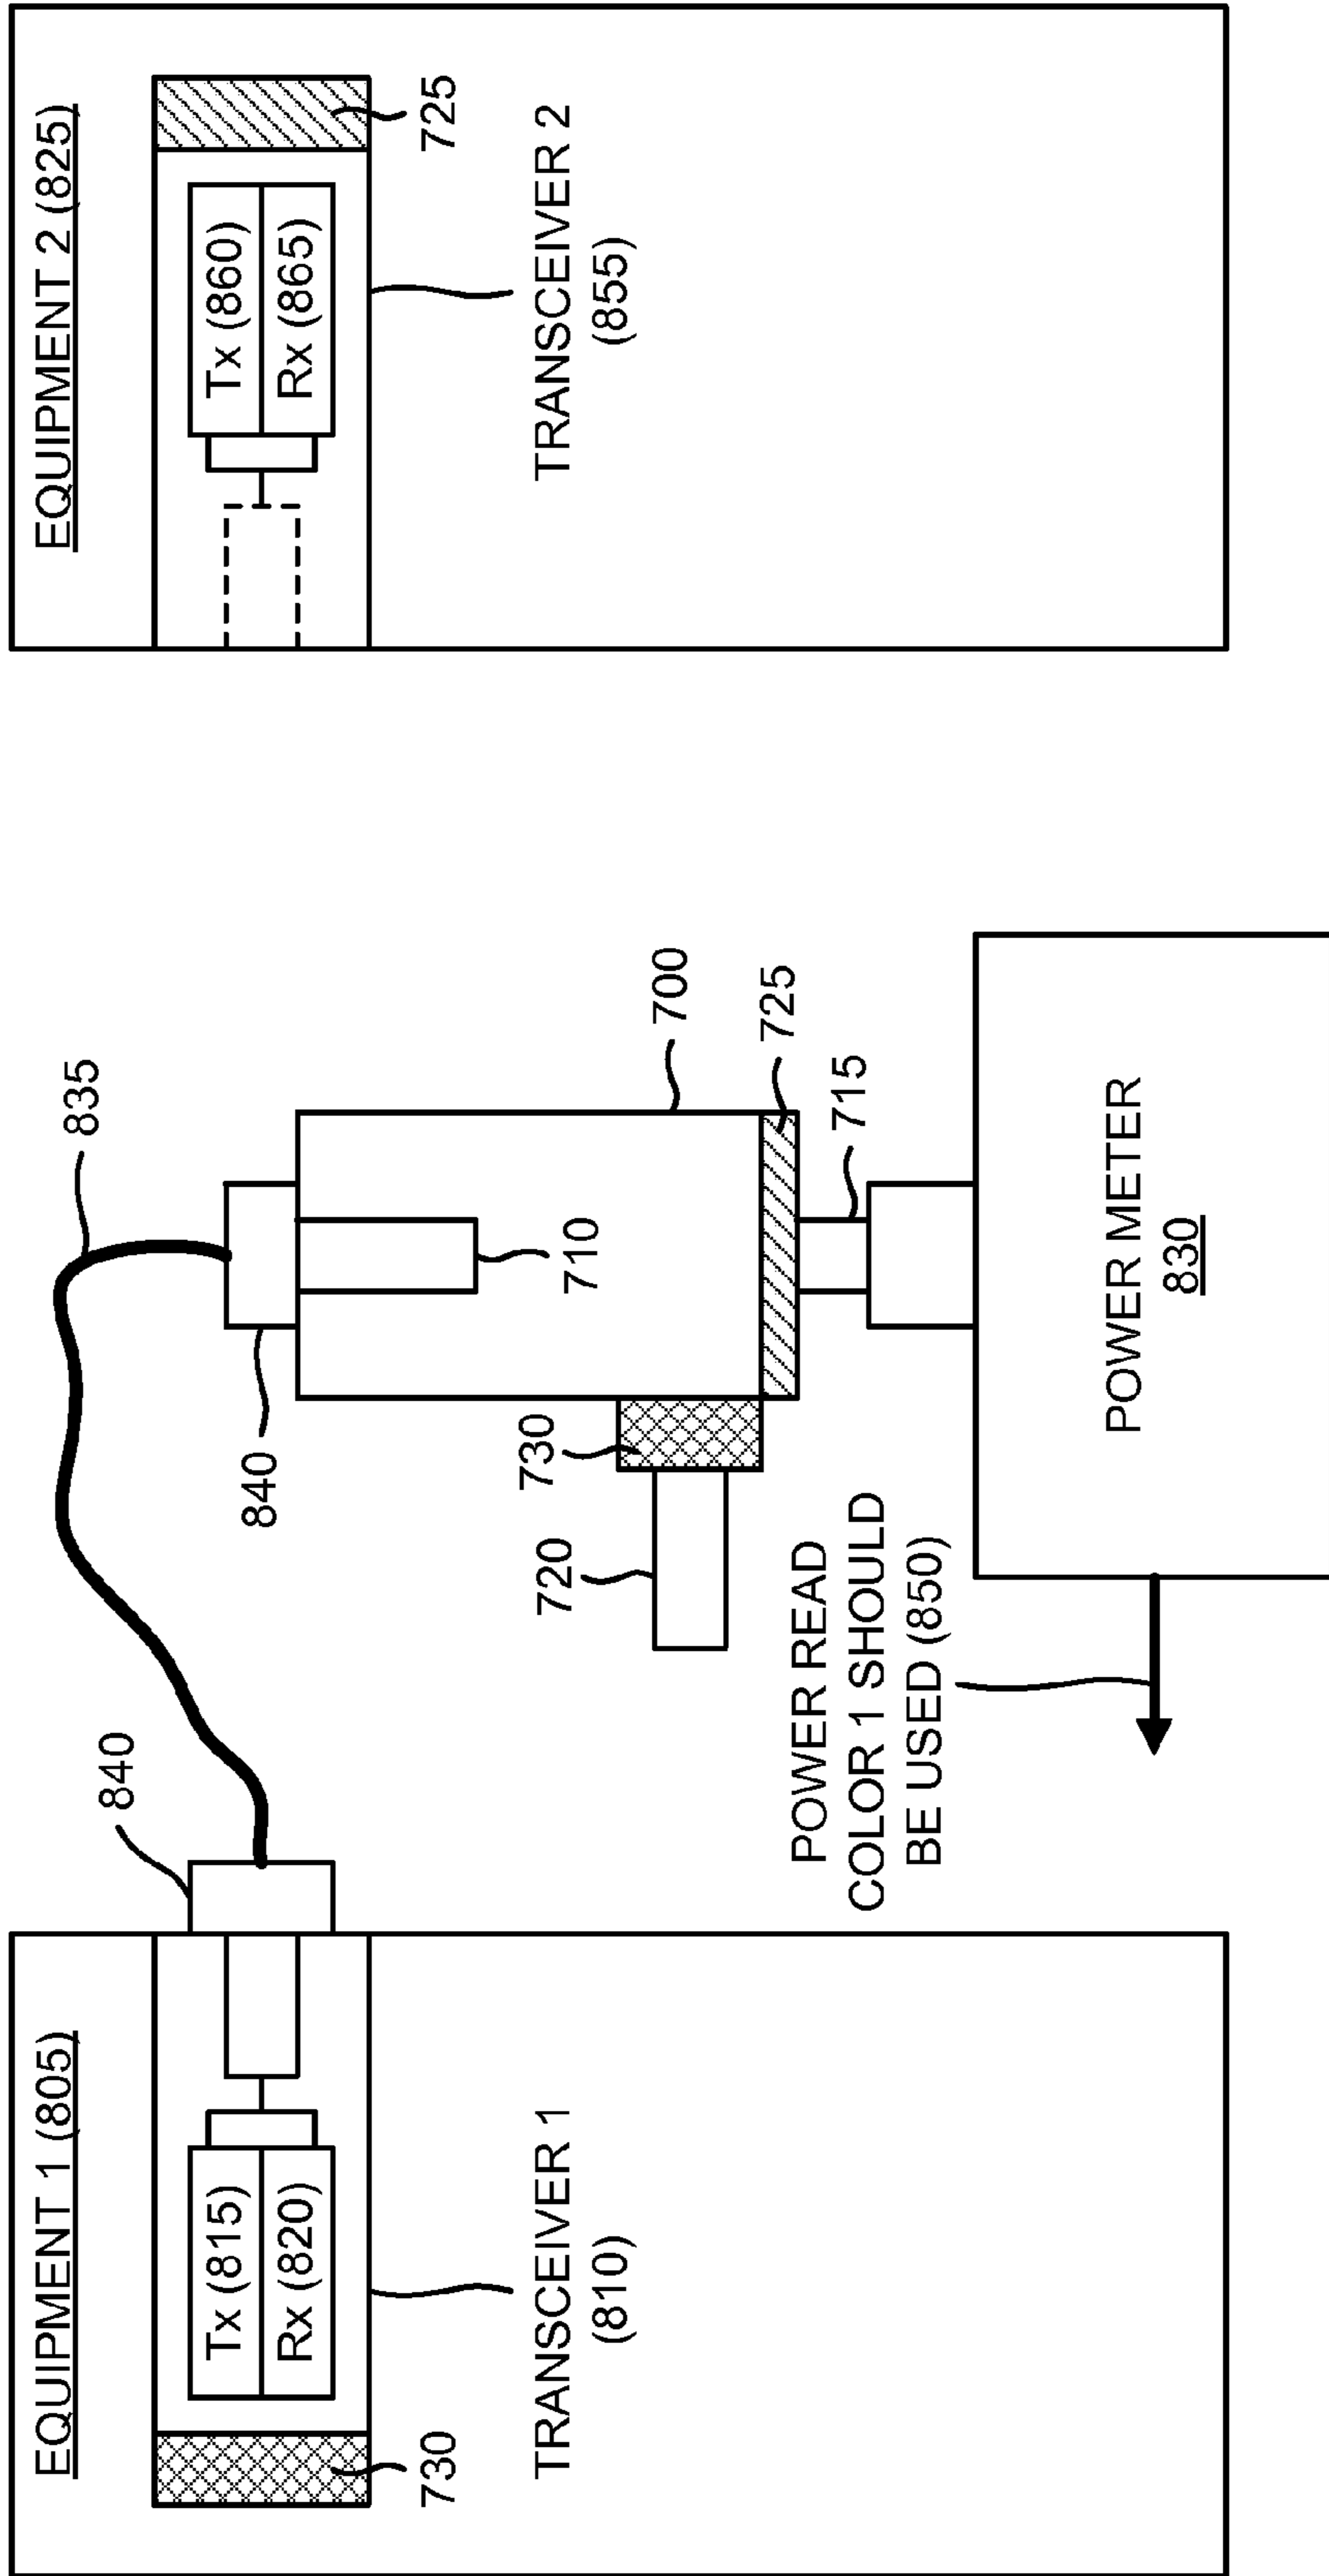 EQUIPMENT 1 (805)
Tx (815)
Rx (820)
730
TRANSCEIVER 1
(810)
840
835
840
710
700
725
715
730
720
POWER READ
COLOR 1 SHOULD
BE USED (850)
POWER METER
830
EQUIPMENT 2 (825)
Tx (860)
Rx (865)
725
TRANSCEIVER 2
(855)